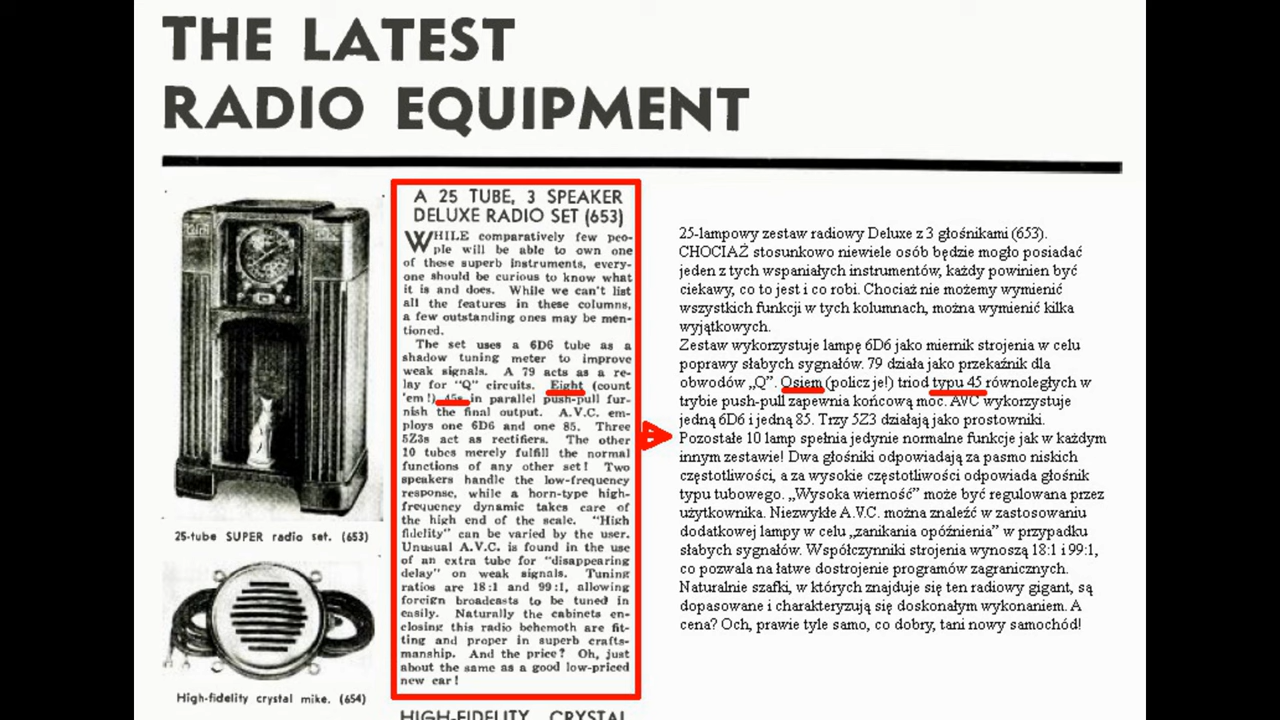 THE LATEST
RADIO EQUIPMENT
25-tube SUPER radio set. (653)
High-fidelity crystal mike. (654)
A 25 TUBE, 3 SPEAKER
DELUXE RADIO SET (653)
WHILE comparatively few peo-
ple will be able to own one
of these superb instruments, every-
one should be curious to know what
it is and does. While we can't list
all the features in these columns,
a few outstanding ones may be men-
tioned.
The set uses a 6D6 tube as a
shadow tuning meter to improve
weak signals. A 79 acts as a re-
lay for "Q" circuits. Eight (count
'em!) 45s in parallel push-pull fur-
nish the final output. A.V.C. em-
ploys one 6D6 and one 85. Three
5Z3s act as rectifiers. The other
10 tubes merely fulfill the normal
functions of any other set! Two
speakers handle the low-frequency
response, while a horn-type high-
frequency dynamic takes care of
the high end of the scale. "High
fidelity" can be varied by the user.
Unusual A.V.C. is found in the use
of an extra tube for "disappearing
delay" on weak signals. Tuning
ratios are 18:1 and 99:1, allowing
foreign broadcasts to be tuned in
easily. Naturally the cabinets en-
closing this radio behemoth are fit-
ting and proper in superb crafts-
manship. And the price? Oh, just
about the same as a good low-priced
new car!
HIGH-FIDELITY CRYSTAL
25-lampowy zestaw radiowy Deluxe z 3 głośnikami (653).
CHOCIAŻ stosunkowo niewiele osób będzie mogło posiadać
jeden z tych wspaniałych instrumentów, każdy powinien być
ciekawy, co to jest i co robi. Chociaż nie możemy wymienić
wszystkich funkcji w tych kolumnach, można wymienić kilka
wyjątkowych.
Zestaw wykorzystuje lampę 6D6 jako miernik strojenia w celu
poprawy słabych sygnałów. 79 działa jako przekaźnik dla
obwodów „Q”. Osiem (policz je!) triod typu 45 równoległych w
trybie push-pull zapewnia końcową moc. AVC wykorzystuje
jedną 6D6 i jedną 85. Trzy 5Z3 działają jako prostowniki.
Pozostałe 10 lamp spełnia jedynie normalne funkcje jak w każdym
innym zestawie! Dwa głośniki odpowiadają za pasmo niskich
częstotliwości, a za wysokie częstotliwości odpowiada głośnik
typu tubowego. „Wysoka wierność” może być regulowana przez
użytkownika. Niezwykłe A.V.C. można znaleźć w zastosowaniu
dodatkowej lampy w celu „zanikania opóźnienia” w przypadku
słabych sygnałów. Współczynniki strojenia wynoszą 18:1 i 99:1,
co pozwala na łatwe dostrojenie programów zagranicznych.
Naturalnie szafki, w których znajduje się ten radiowy gigant, są
dopasowane i charakteryzują się doskonałym wykonaniem. A
cena? Och, prawie tyle samo, co dobry, tani nowy samochód!